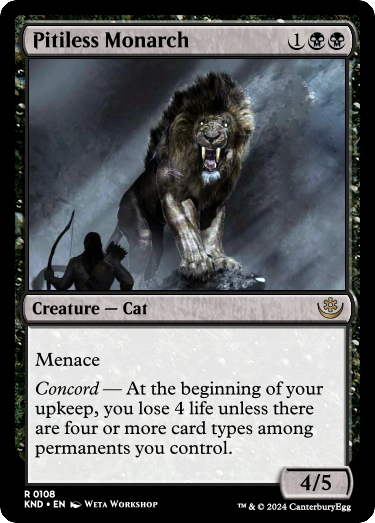 Pitiless Monarch 1
Creature — Cat
Menace
Concord — At the beginning of your
upkeep, you lose 4 life unless there
are four or more card types among
permanents you control.
4/5
R 0108
KND • EN Weta Workshop
™ & © 2024 CanterburyEgg